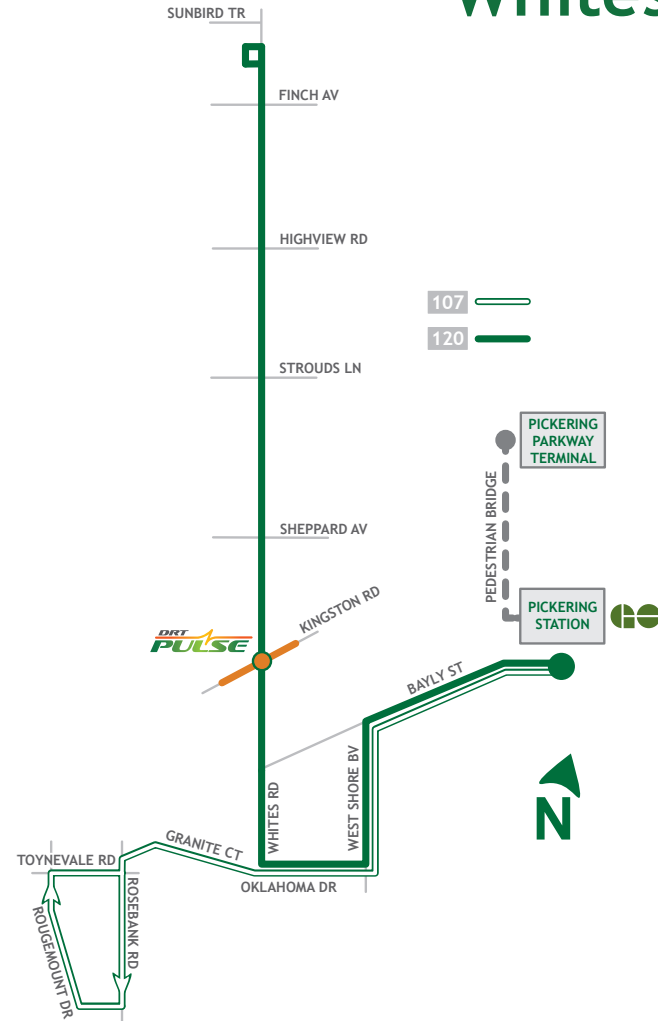 Whites
SUNBIRD TR
FINCH AV
HIGHVIEW RD
107
120
STROUDS LN
PICKERING
PARKWAY
TERMINAL
PEDESTRIAN BRIDGE
SHEPPARD AV
KINGSTON RD
PICKERING
STATION
GO
DRT
PULSE
BAYLY ST
WEST SHORE BV
WHITES RD
N
GRANITE CT
TOYNEVALE RD
OKLAHOMA DR
ROSEBANK RD
ROUGEMOUNT DR